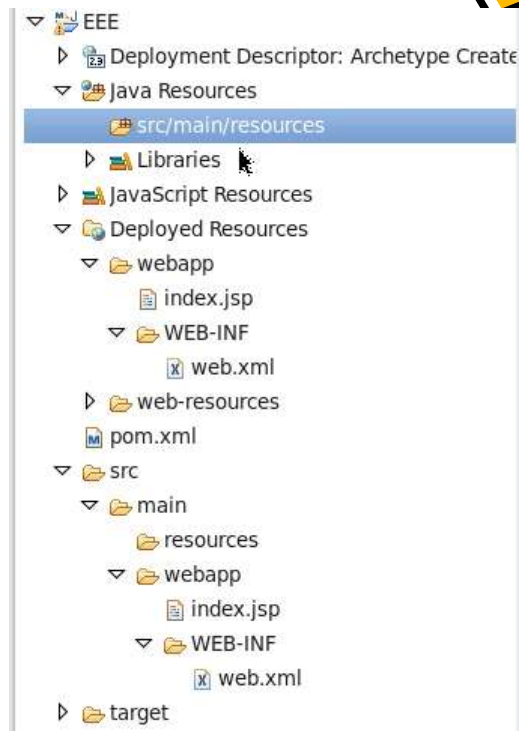 EEE
Deployment Descriptor: Archetype Create
Java Resources
src/main/resources
Libraries
JavaScript Resources
Deployed Resources
webapp
index.jsp
WEB-INF
web.xml
web-resources
pom.xml
src
main
resources
webapp
index.jsp
WEB-INF
web.xml
target